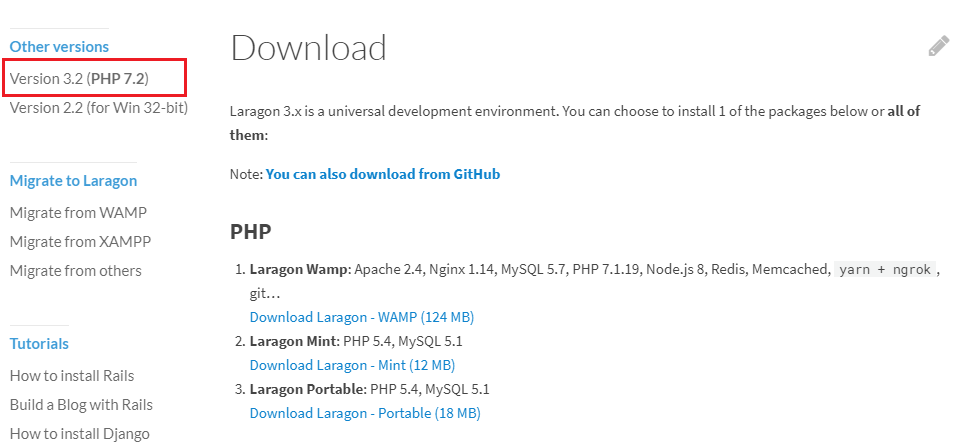 Other versions
Version 3.2 (PHP 7.2)
Version 2.2 (for Win 32-bit)
Migrate to Laragon
Migrate from WAMP
Migrate from XAMPP
Migrate from others
Tutorials
How to install Rails
Build a Blog with Rails
How to install Django
Download
Laragon 3.x is a universal development environment. You can choose to install 1 of the packages below or all of
them:
Note: You can also download from GitHub
PHP
1. Laragon Wamp: Apache 2.4, Nginx 1.14, MySQL 5.7, PHP 7.1.19, Node.js 8, Redis, Memcached, yarn + ngrok,
git…
Download Laragon - WAMP (124 MB)
2. Laragon Mint: PHP 5.4, MySQL 5.1
Download Laragon - Mint (12 MB)
3. Laragon Portable: PHP 5.4, MySQL 5.1
Download Laragon - Portable (18 MB)